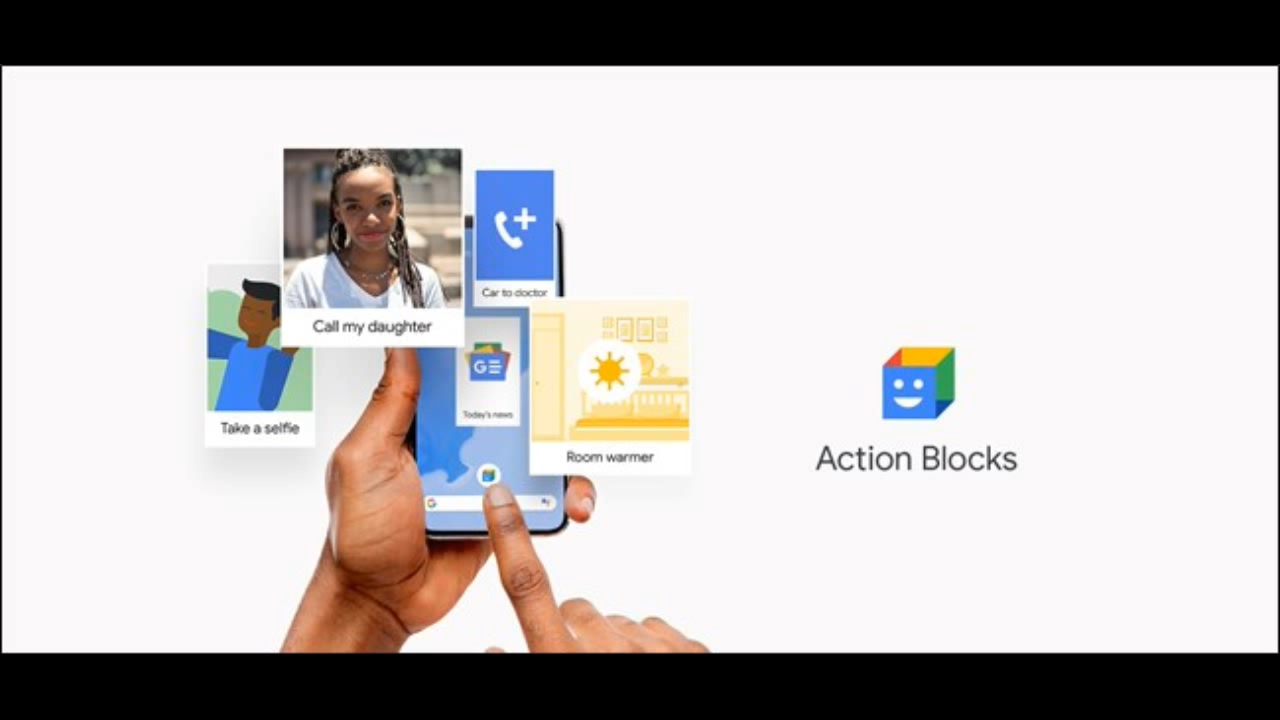 Call my daughter
Car to doctor
Take a selfie
G
Today's news
Room warmer
G
Action Blocks